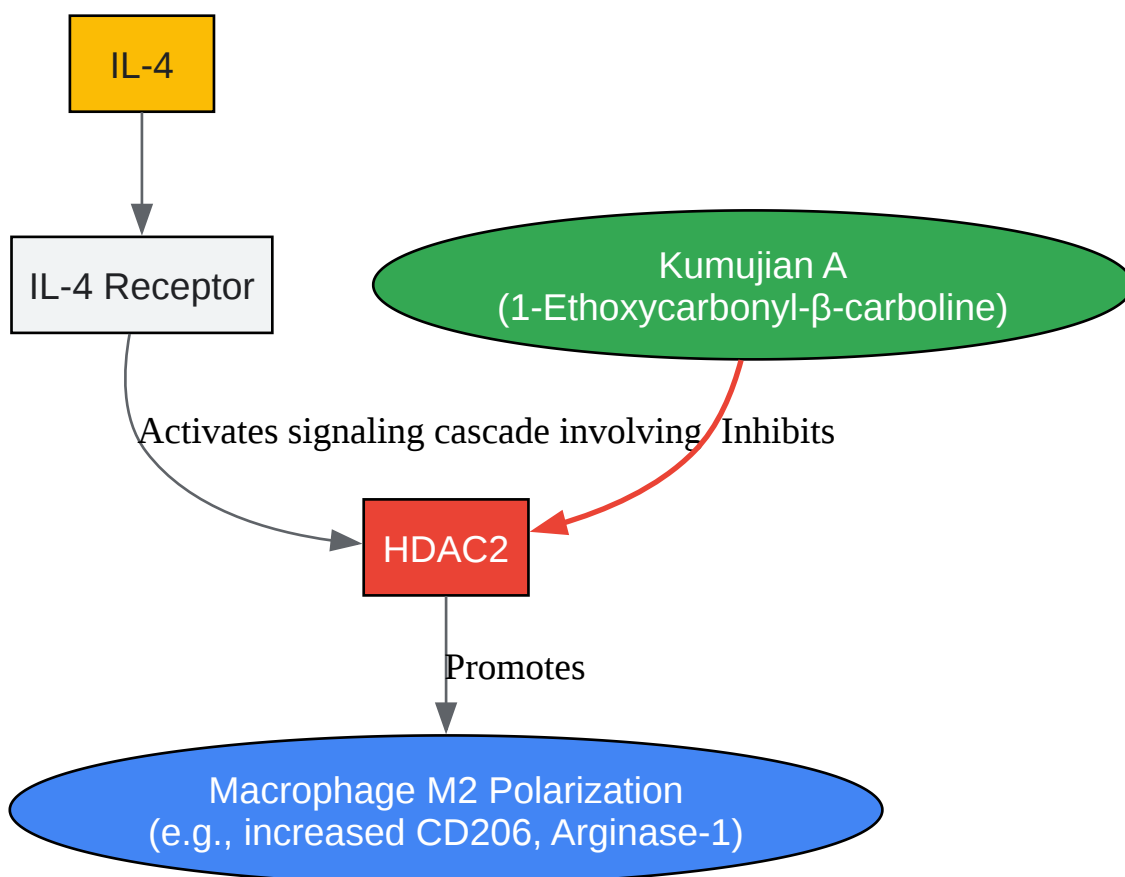 IL-4
IL-4 Receptor
Kumujian A
(1-Ethoxycarbonyl-β-carboline)
Activates signaling cascade involving
Inhibits
HDAC2
Promotes
Macrophage M2 Polarization
(e.g., increased CD206, Arginase-1)